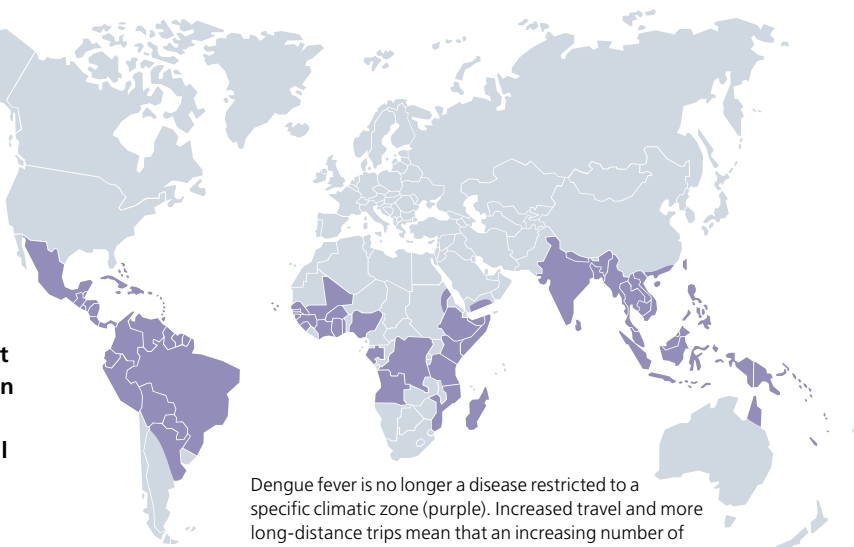 t
n
l
Dengue fever is no longer a disease restricted to a
specific climatic zone (purple). Increased travel and more
long-distance trips mean that an increasing number of